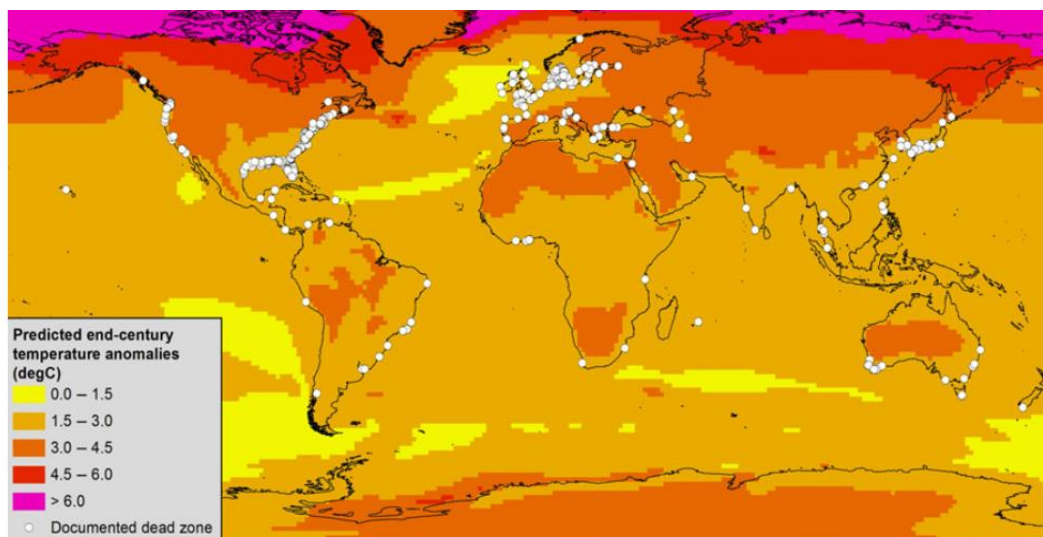 Predicted end-century
temperature anomalies
(degC)
0.0 – 1.5
1.5 – 3.0
3.0 – 4.5
4.5 – 6.0
> 6.0
Documented dead zone